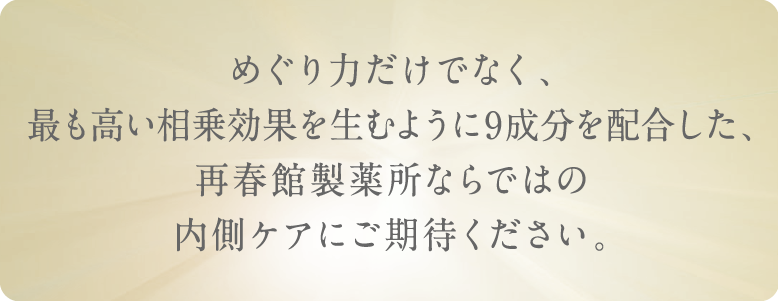 めぐり力だけでなく、
最も高い相乗効果を生むように9成分を配合した、
再春館製薬所ならではの
内側ケアにご期待ください。